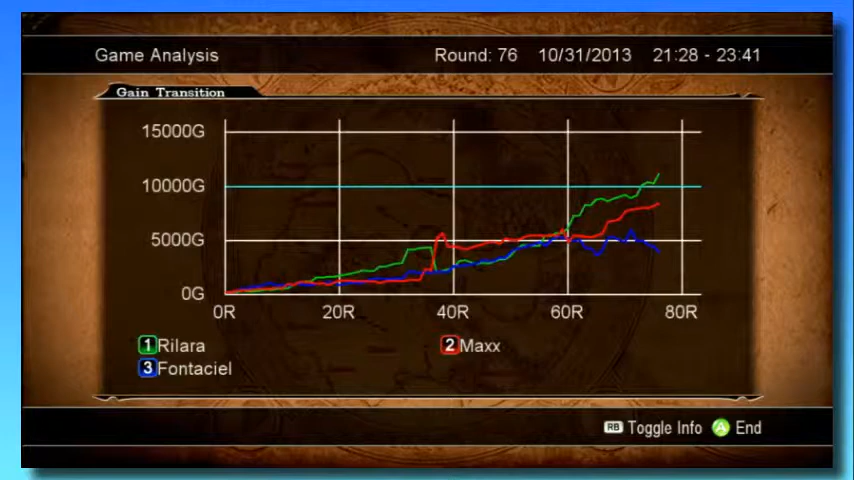 Game Analysis Round: 76 10/31/2013 21:28 - 23:41
Gain Transition
15000G
10000G
5000G
0G
0R 20R 40R 60R 80R
1 Rilara 2 Maxx
3 Fontaciel
RB Toggle Info A End